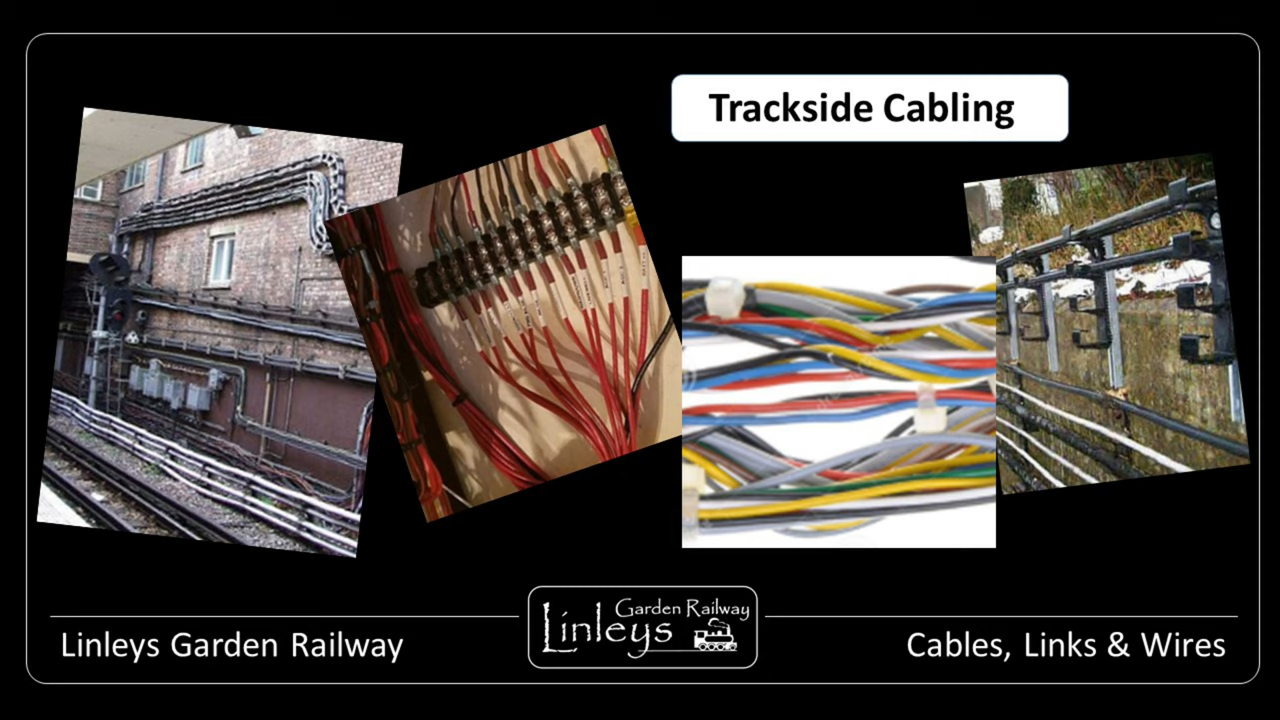 Trackside Cabling
Linleys Garden Railway
Garden Railway
Linleys
Cables, Links & Wires